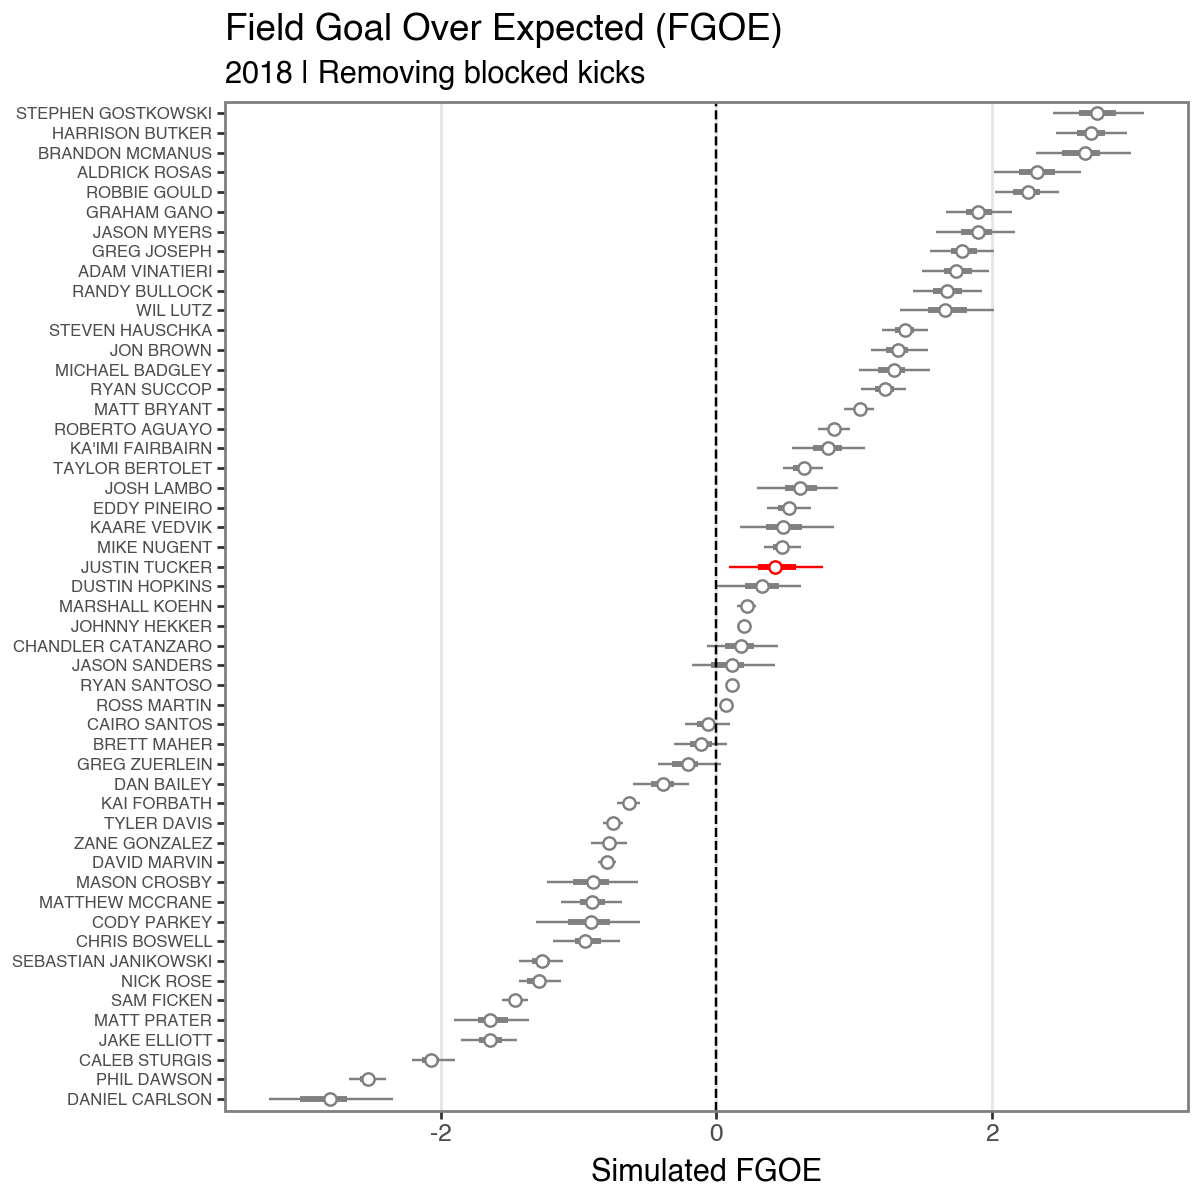 Field Goal Over Expected (FGOE)
2018 | Removing blocked kicks
STEPHEN GOSTKOWSKI
HARRISON BUTKER
BRANDON MCMANUS
ALDRICK ROSAS
ROBBIE GOULD
GRAHAM GANO
JASON MYERS
GREG JOSEPH
ADAM VINATIERI
RANDY BULLOCK
WIL LUTZ
STEVEN HAUSCHKA
JON BROWN
MICHAEL BADGLEY
RYAN SUCCOP
MATT BRYANT
ROBERTO AGUAYO
KA'IMI FAIRBAIRN
TAYLOR BERTOLET
JOSH LAMBO
EDDY PINEIRO
KAARE VEDVIK
MIKE NUGENT
JUSTIN TUCKER
DUSTIN HOPKINS
MARSHALL KOEHN
JOHNNY HEKKER
CHANDLER CATANZARO
JASON SANDERS
RYAN SANTOSO
ROSS MARTIN
CAIRO SANTOS
BRETT MAHER
GREG ZUERLEIN
DAN BAILEY
KAI FORBATH
TYLER DAVIS
ZANE GONZALEZ
DAVID MARVIN
MASON CROSBY
MATTHEW MCCRANE
CODY PARKEY
CHRIS BOSWELL
SEBASTIAN JANIKOWSKI
NICK ROSE
SAM FICKEN
MATT PRATER
JAKE ELLIOTT
CALEB STURGIS
PHIL DAWSON
DANIEL CARLSON
-2 0 2
Simulated FGOE